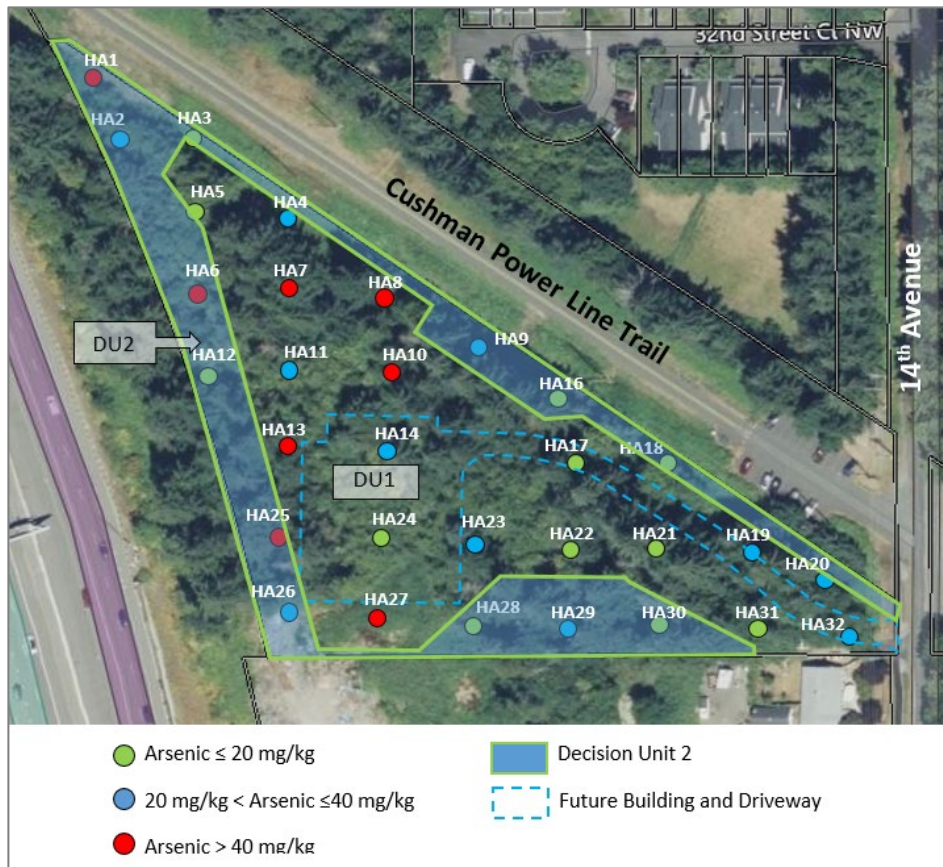 32nd Street Ct NW
HA1
HA2
HA3
HA5
HA4
Cushman Power Line Trail
14th Avenue
HA6
HA7
HA8
DU2
HA9
HA12
HA11
HA10
HA16
HA13
HA14
HA17
HA18
DU1
HA25
HA24
HA23
HA22
HA21
HA19
HA20
HA26
HA27
HA28
HA29
HA30
HA31
HA32
Arsenic ≤ 20 mg/kg
Decision Unit 2
20 mg/kg < Arsenic ≤40 mg/kg
Future Building and Driveway
Arsenic > 40 mg/kg